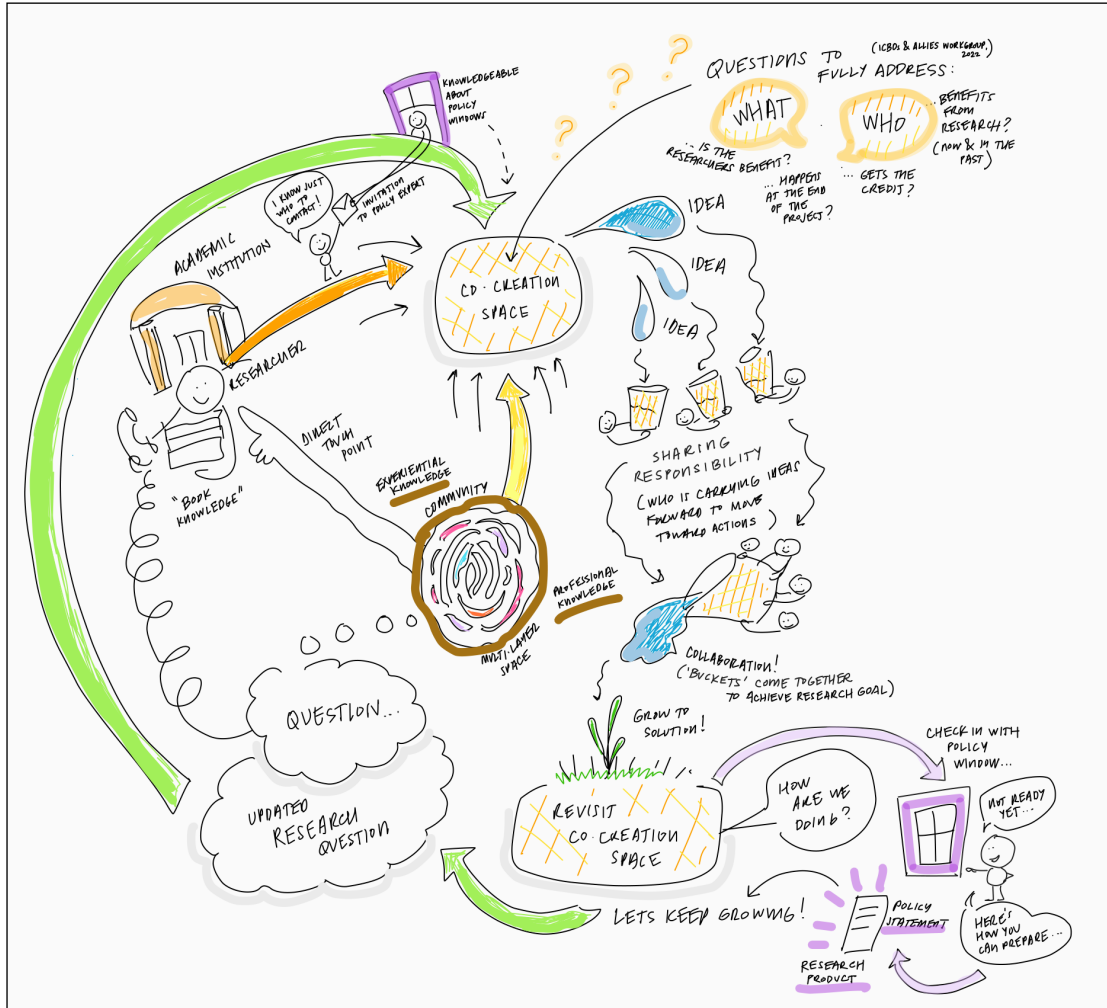 KNOWLEDGEABLE
ABOUT
POLICY
WINDOWS
QUESTIONS TO
FULLY ADDRESS:
(ICBOs & ALLIES WORKGROUP,
2022)
WHAT
... IS THE
RESEARCHERS BENEFIT?
... HAPPENS
AT THE END
OF THE
PROJECT?
WHO
... BENEFITS
FROM
RESEARCH?
(NOW & IN THE
PAST)
... GETS THE
CREDIT?
I KNOW JUST
WHO TO
CONTACT!
INVITATION
TO POLICY EXPERT
ACADEMIC
INSTITUTION
RESEARCHER
"BOOK
KNOWLEDGE"
CO-CREATION
SPACE
IDEA
IDEA
IDEA
DIRECT
TOUCH
POINT
EXPERIENTIAL
KNOWLEDGE
COMMUNITY
MULTI-LAYER
SPACE
PROFESSIONAL
KNOWLEDGE
SHARING
RESPONSIBILITY
(WHO IS CARRYING IDEAS
FORWARD TO MOVE
TOWARD ACTIONS)
COLLABORATION!
('BUCKETS' COME TOGETHER
TO ACHIEVE RESEARCH GOAL)
GROW TO
SOLUTION!
QUESTION...
UPDATED
RESEARCH
QUESTION
REVISIT
CO-CREATION
SPACE
HOW
ARE WE
DOING?
CHECK IN WITH
POLICY
WINDOW...
NOT READY
YET...
HERE'S
HOW YOU
CAN PREPARE...
POLICY
STATEMENT
RESEARCH
PRODUCT
LETS KEEP GROWING!